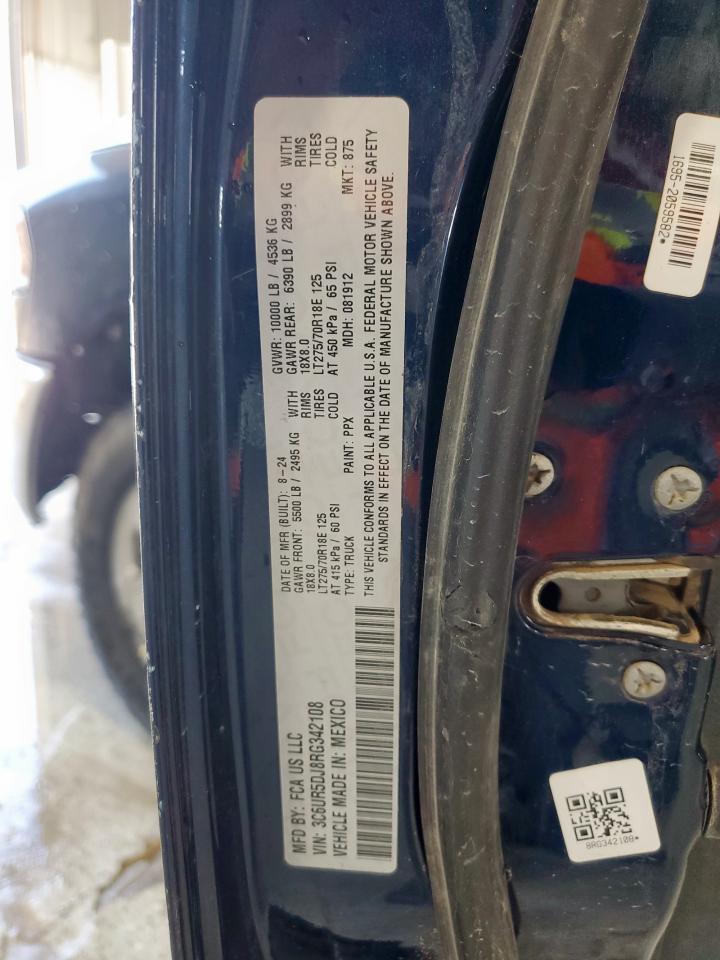 MFD BY: FCA US LLC
DATE OF MFR (BUILT): 8-24
GVWR: 10000 LB / 4536 KG
VIN: 3C6UR5DJ8RG342108
GAWR FRONT: 5500 LB / 2495 KG WITH
GAWR REAR: 6390 LB / 2899 KG WITH
VEHICLE MADE IN: MEXICO
18X8.0 RIMS
18X8.0 RIMS
LT275/70R18E 125 TIRES
LT275/70R18E 125 TIRES
AT 415 kPa / 60 PSI COLD
AT 450 kPa / 65 PSI COLD
TYPE: TRUCK PAINT: PPX MDH: 081912 MKT: 875
THIS VEHICLE CONFORMS TO ALL APPLICABLE U.S.A. FEDERAL MOTOR VEHICLE SAFETY
STANDARDS IN EFFECT ON THE DATE OF MANUFACTURE SHOWN ABOVE.
1695-2059582*
8RG342108*